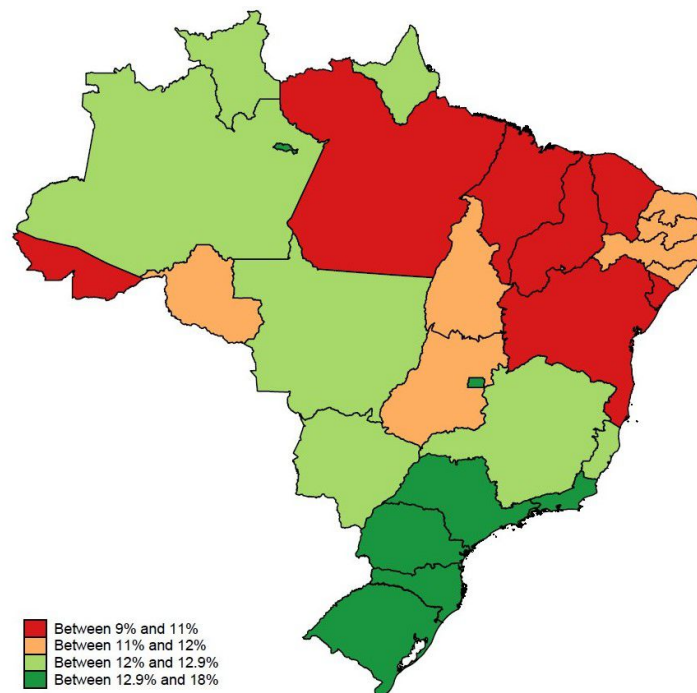 Between 9% and 11%
Between 11% and 12%
Between 12% and 12.9%
Between 12.9% and 18%